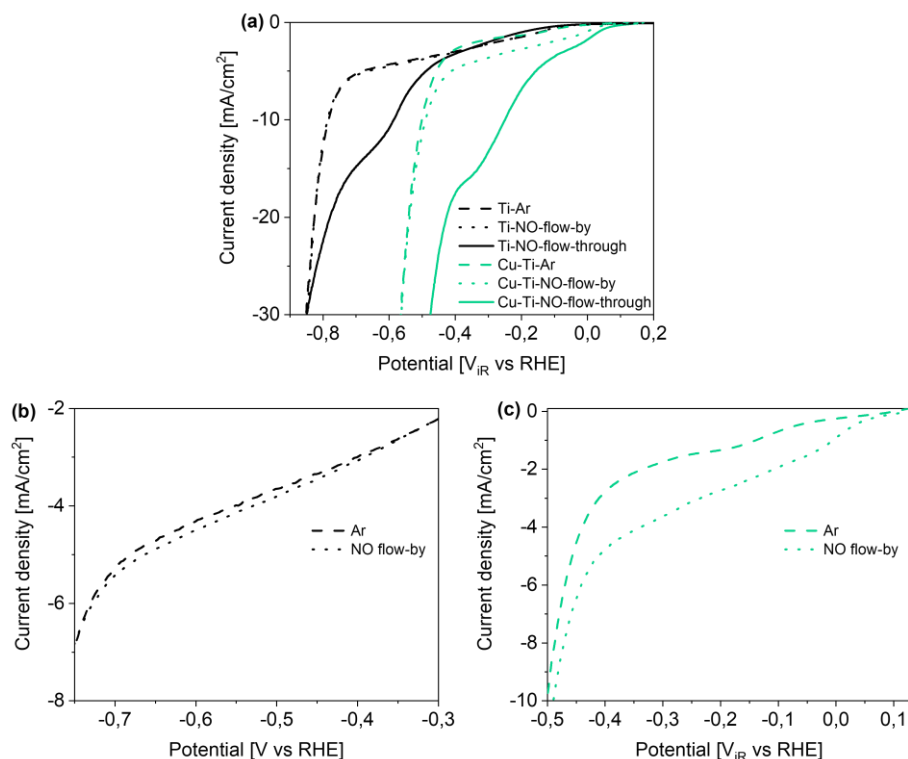 (a)
0
-10
-20
-30
Current density [mA/cm²]
Ti-Ar
Ti-NO-flow-by
Ti-NO-flow-through
Cu-Ti-Ar
Cu-Ti-NO-flow-by
Cu-Ti-NO-flow-through
-0,8 -0,6 -0,4 -0,2 0,0 0,2
Potential [V_iR vs RHE]
(b)
-2
-4
-6
-8
Current density [mA/cm²]
Ar
NO flow-by
-0,7 -0,6 -0,5 -0,4 -0,3
Potential [V vs RHE]
(c)
0
-2
-4
-6
-8
-10
Current density [mA/cm²]
Ar
NO flow-by
-0,5 -0,4 -0,3 -0,2 -0,1 0,0 0,1
Potential [V_iR vs RHE]